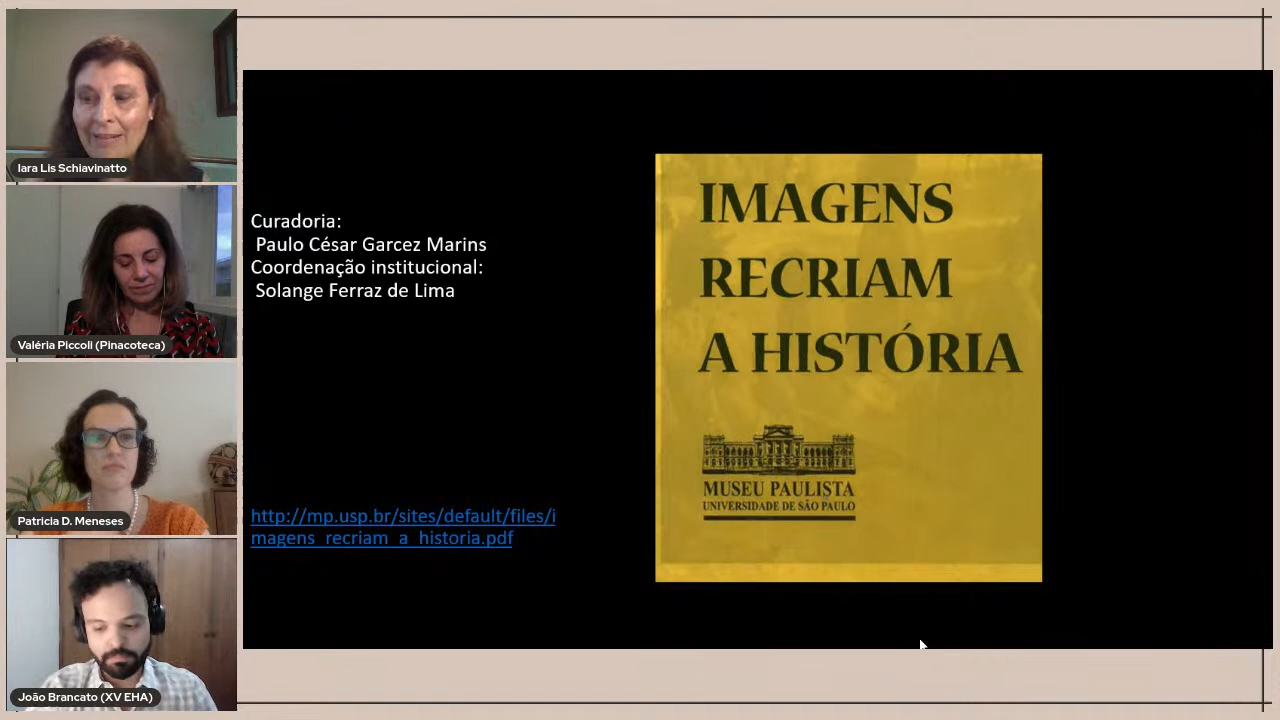 Iara Lis Schiavinatto
Valéria Piccoli (Pinacoteca)
Patricia D. Meneses
João Brancato (XV EHA)
Curadoria:
Paulo César Garcez Marins
Coordenação institucional:
Solange Ferraz de Lima
http://mp.usp.br/sites/default/files/i
magens_recriam_a_historia.pdf
IMAGENS
RECRIAM
A HISTÓRIA
MUSEU PAULISTA
UNIVERSIDADE DE SÃO PAULO